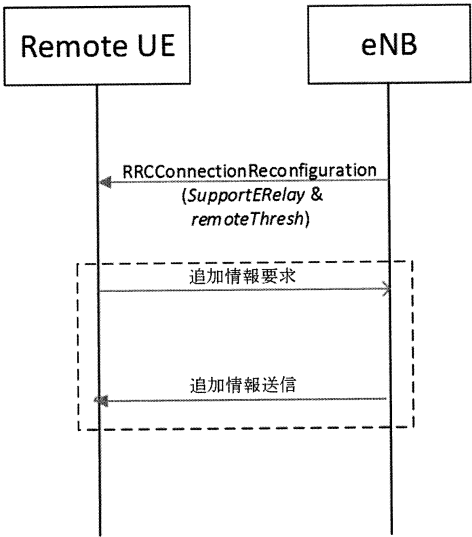 Remote UE
eNB
RRCConnectionReconfiguration
(SupportERelay &
remoteThresh)
追加情報要求
追加情報送信